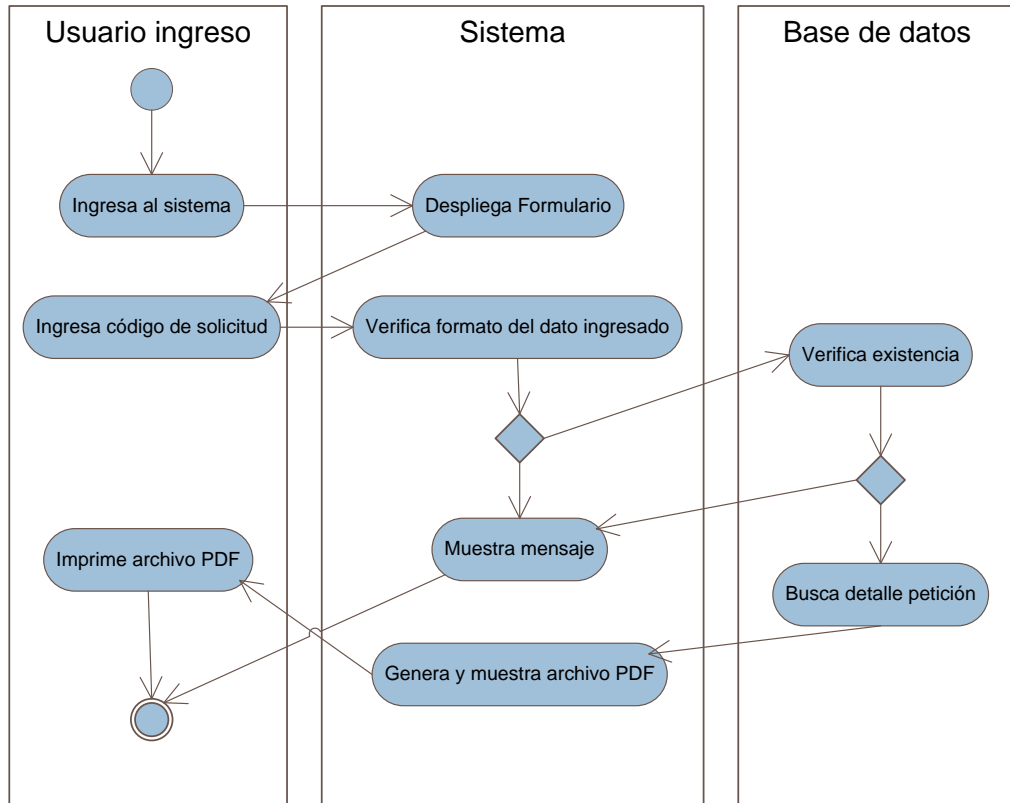 Usuario ingreso
Sistema
Base de datos
Ingresa al sistema
Despliega Formulario
Ingresa código de solicitud
Verifica formato del dato ingresado
Verifica existencia
Imprime archivo PDF
Muestra mensaje
Busca detalle petición
Genera y muestra archivo PDF